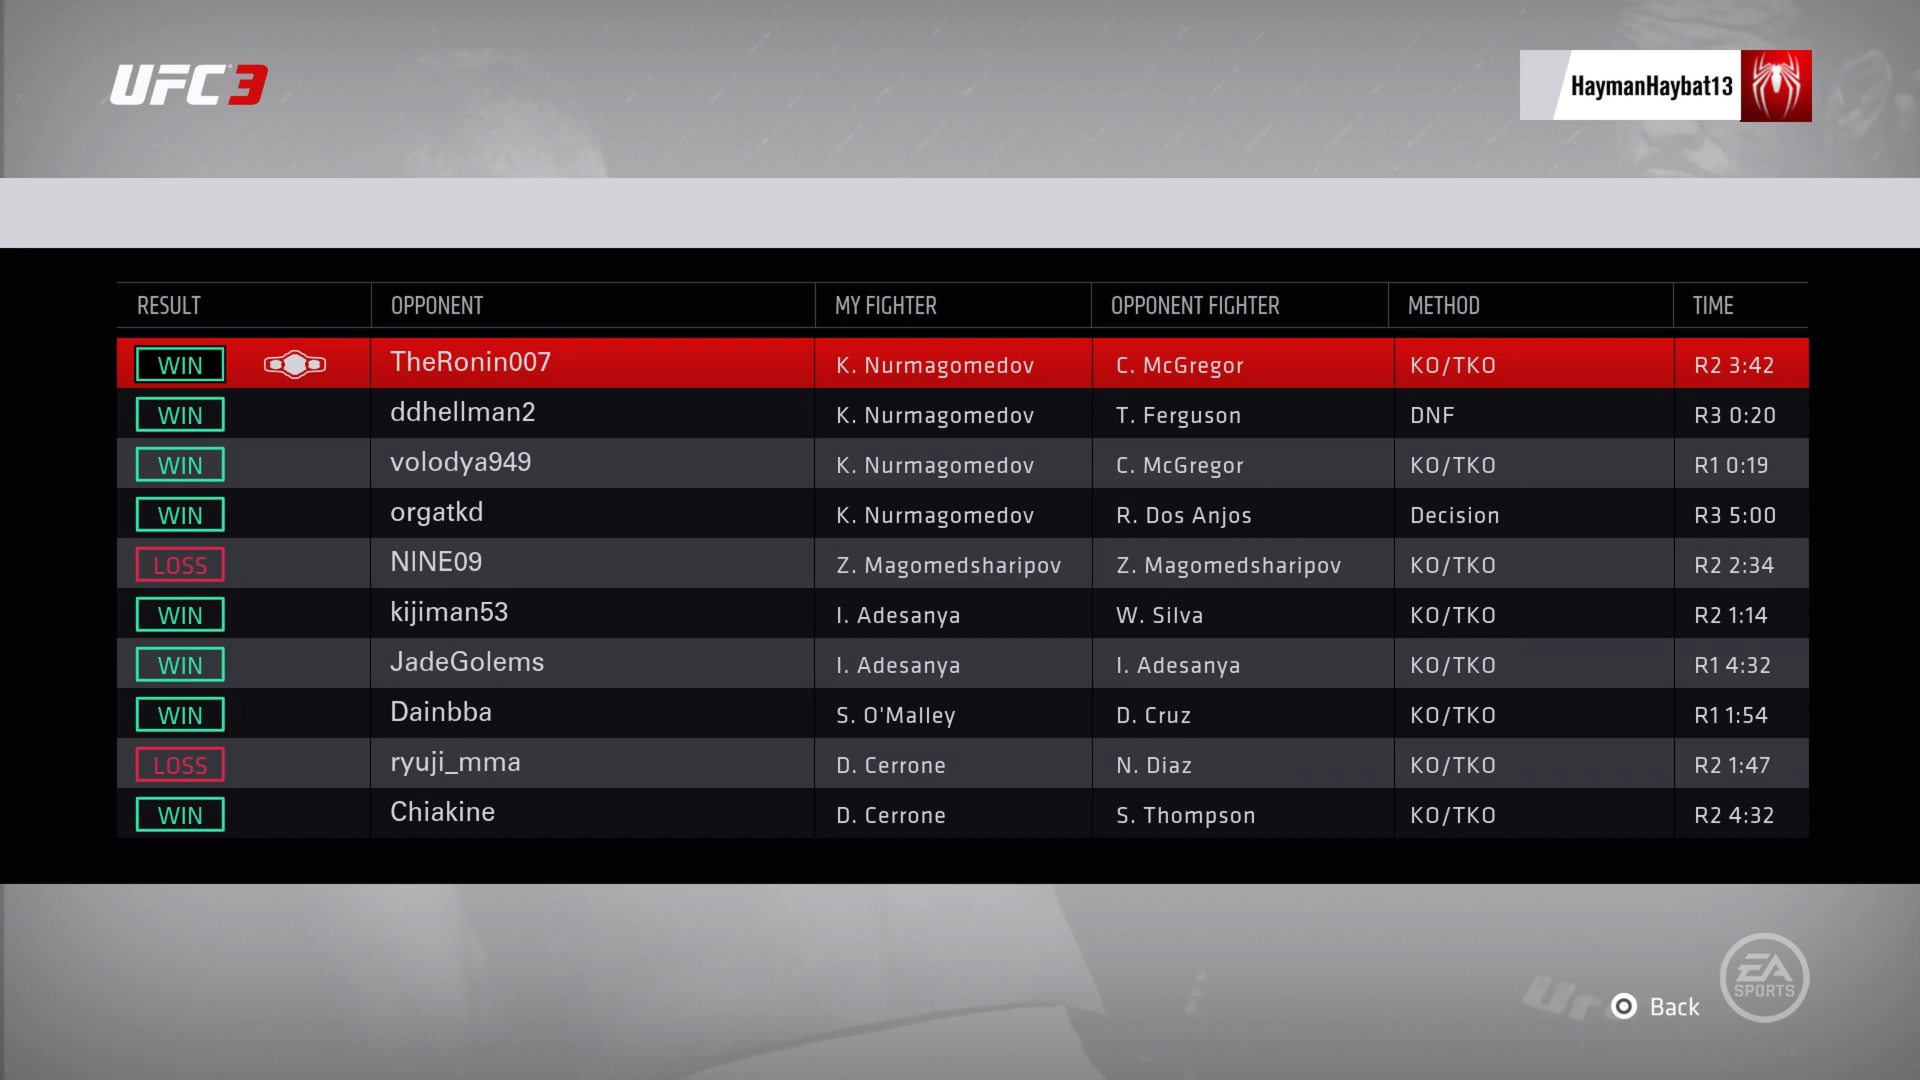 UFC 3
HaymanHaybat13
RESULT OPPONENT MY FIGHTER OPPONENT FIGHTER METHOD TIME
WIN TheRonin007 K. Nurmagomedov C. McGregor KO/TKO R2 3:42
WIN ddhellman2 K. Nurmagomedov T. Ferguson DNF R3 0:20
WIN volodya949 K. Nurmagomedov C. McGregor KO/TKO R1 0:19
WIN orgatkd K. Nurmagomedov R. Dos Anjos Decision R3 5:00
LOSS NINE09 Z. Magomedsharipov Z. Magomedsharipov KO/TKO R2 2:34
WIN kijiman53 I. Adesanya W. Silva KO/TKO R2 1:14
WIN JadeGolems I. Adesanya I. Adesanya KO/TKO R1 4:32
WIN Dainbba S. O'Malley D. Cruz KO/TKO R1 1:54
LOSS ryuji_mma D. Cerrone N. Diaz KO/TKO R2 1:47
WIN Chiakine D. Cerrone S. Thompson KO/TKO R2 4:32
EA
SPORTS
Back